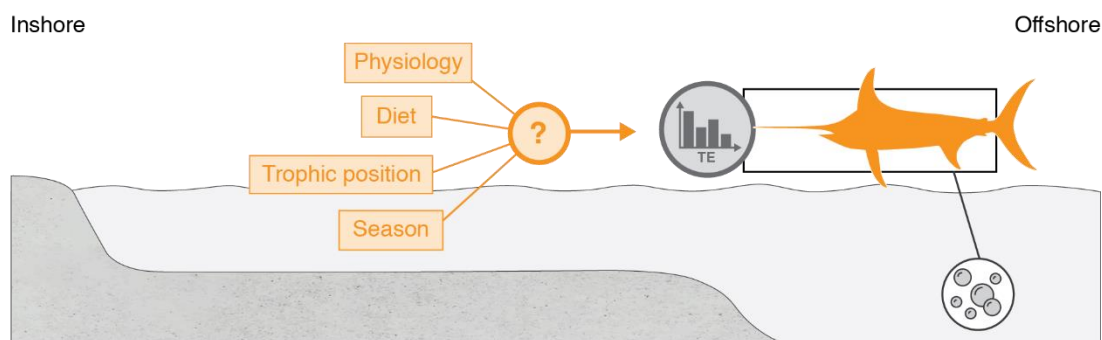 Inshore
Offshore
Physiology
Diet
?
TE
Trophic position
Season